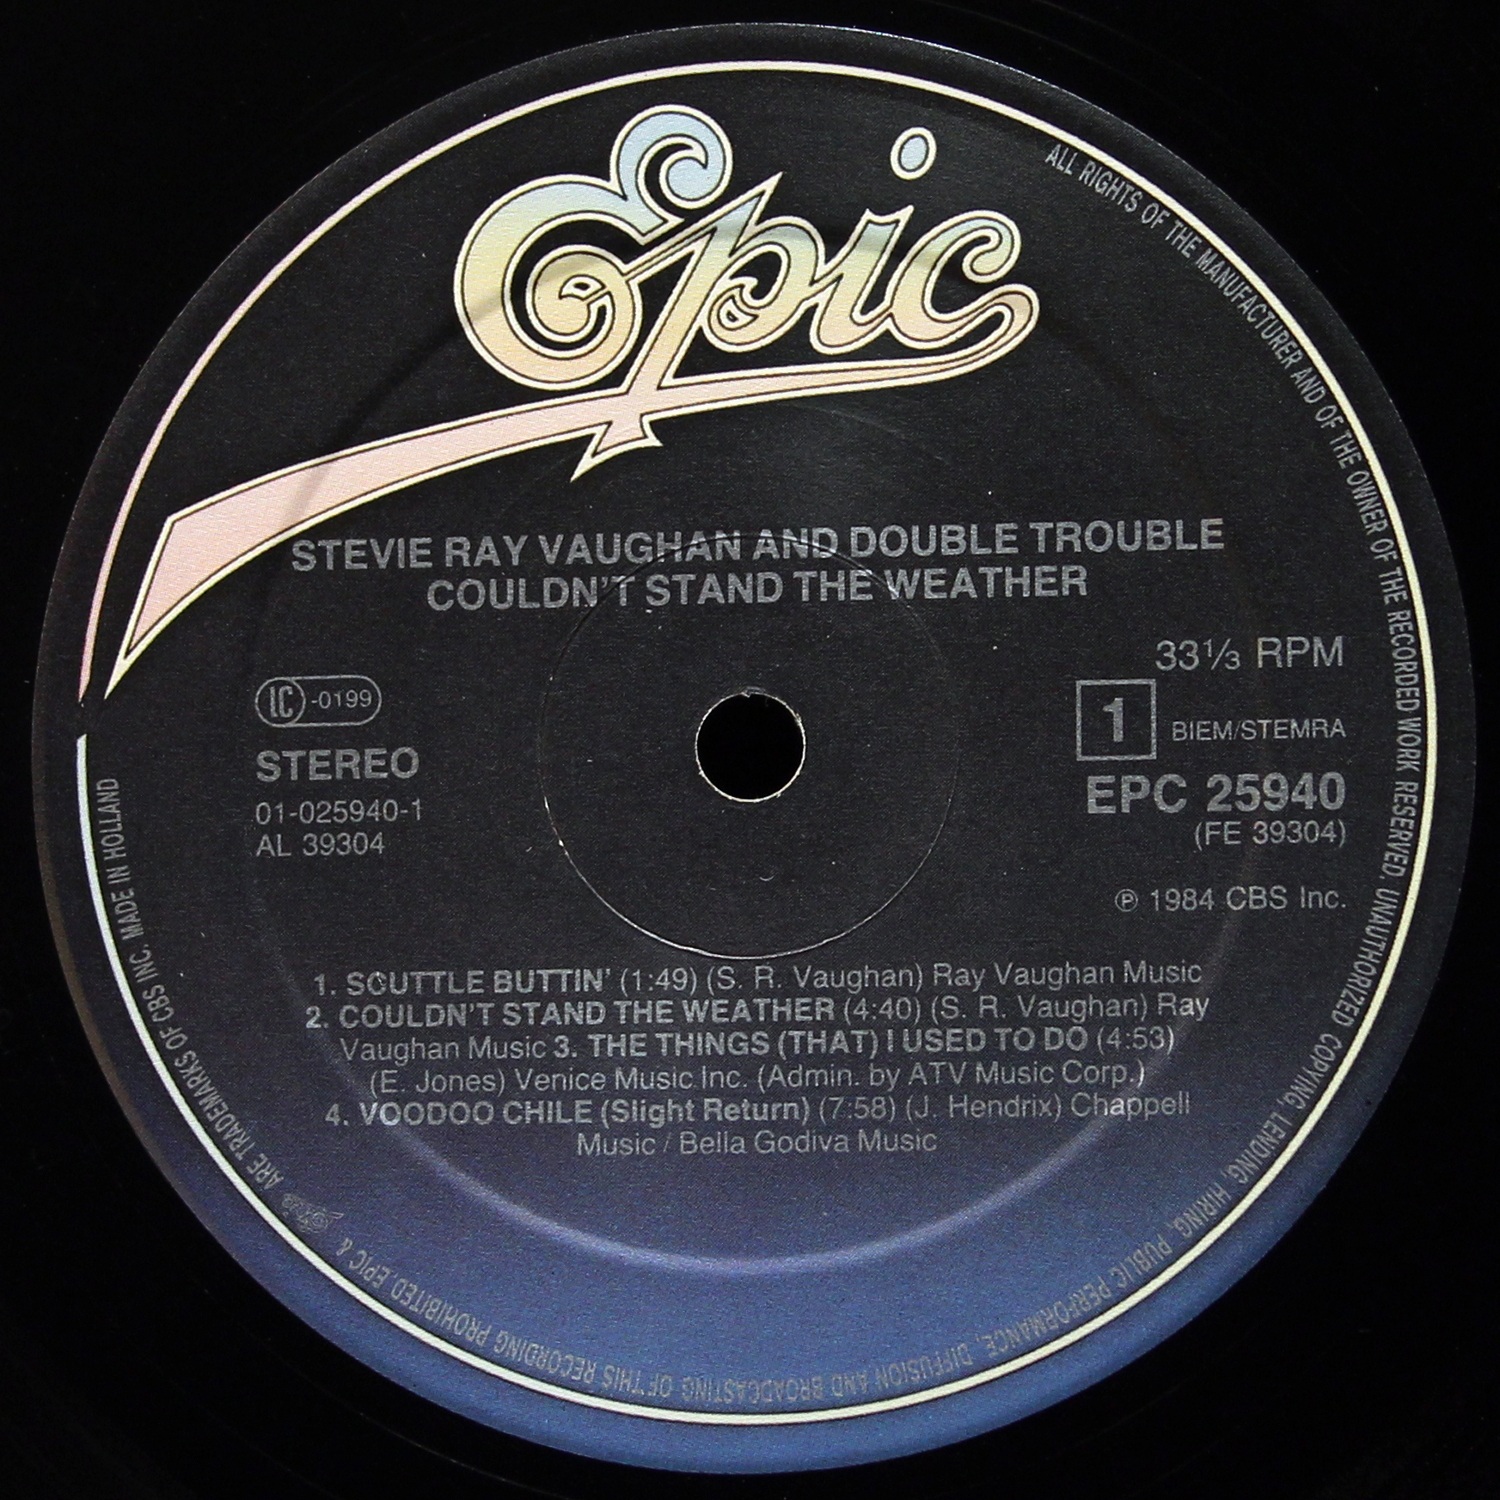 Epic
STEVIE RAY VAUGHAN AND DOUBLE TROUBLE
COULDN'T STAND THE WEATHER
33⅓ RPM
LC -0199
1 BIEM/STEMRA
STEREO
EPC 25940
01-025940-1
(FE 39304)
AL 39304
℗ 1984 CBS Inc.
1. SCUTTLE BUTTIN' (1:49) (S. R. Vaughan) Ray Vaughan Music
2. COULDN'T STAND THE WEATHER (4:40) (S. R. Vaughan) Ray
Vaughan Music 3. THE THINGS (THAT) I USED TO DO (4:53)
(E. Jones) Venice Music Inc. (Admin. by ATV Music Corp.)
4. VOODOO CHILE (Slight Return) (7:58) (J. Hendrix) Chappell
Music / Bella Godiva Music
ALL RIGHTS OF THE MANUFACTURER AND OF THE OWNER OF THE RECORDED WORK RESERVED. UNAUTHORIZED COPYING, LENDING, HIRING, PUBLIC PERFORMANCE, DIFFUSION AND BROADCASTING OF THIS RECORDING PROHIBITED. EPIC & Epic ARE TRADEMARKS OF CBS INC. MADE IN HOLLAND